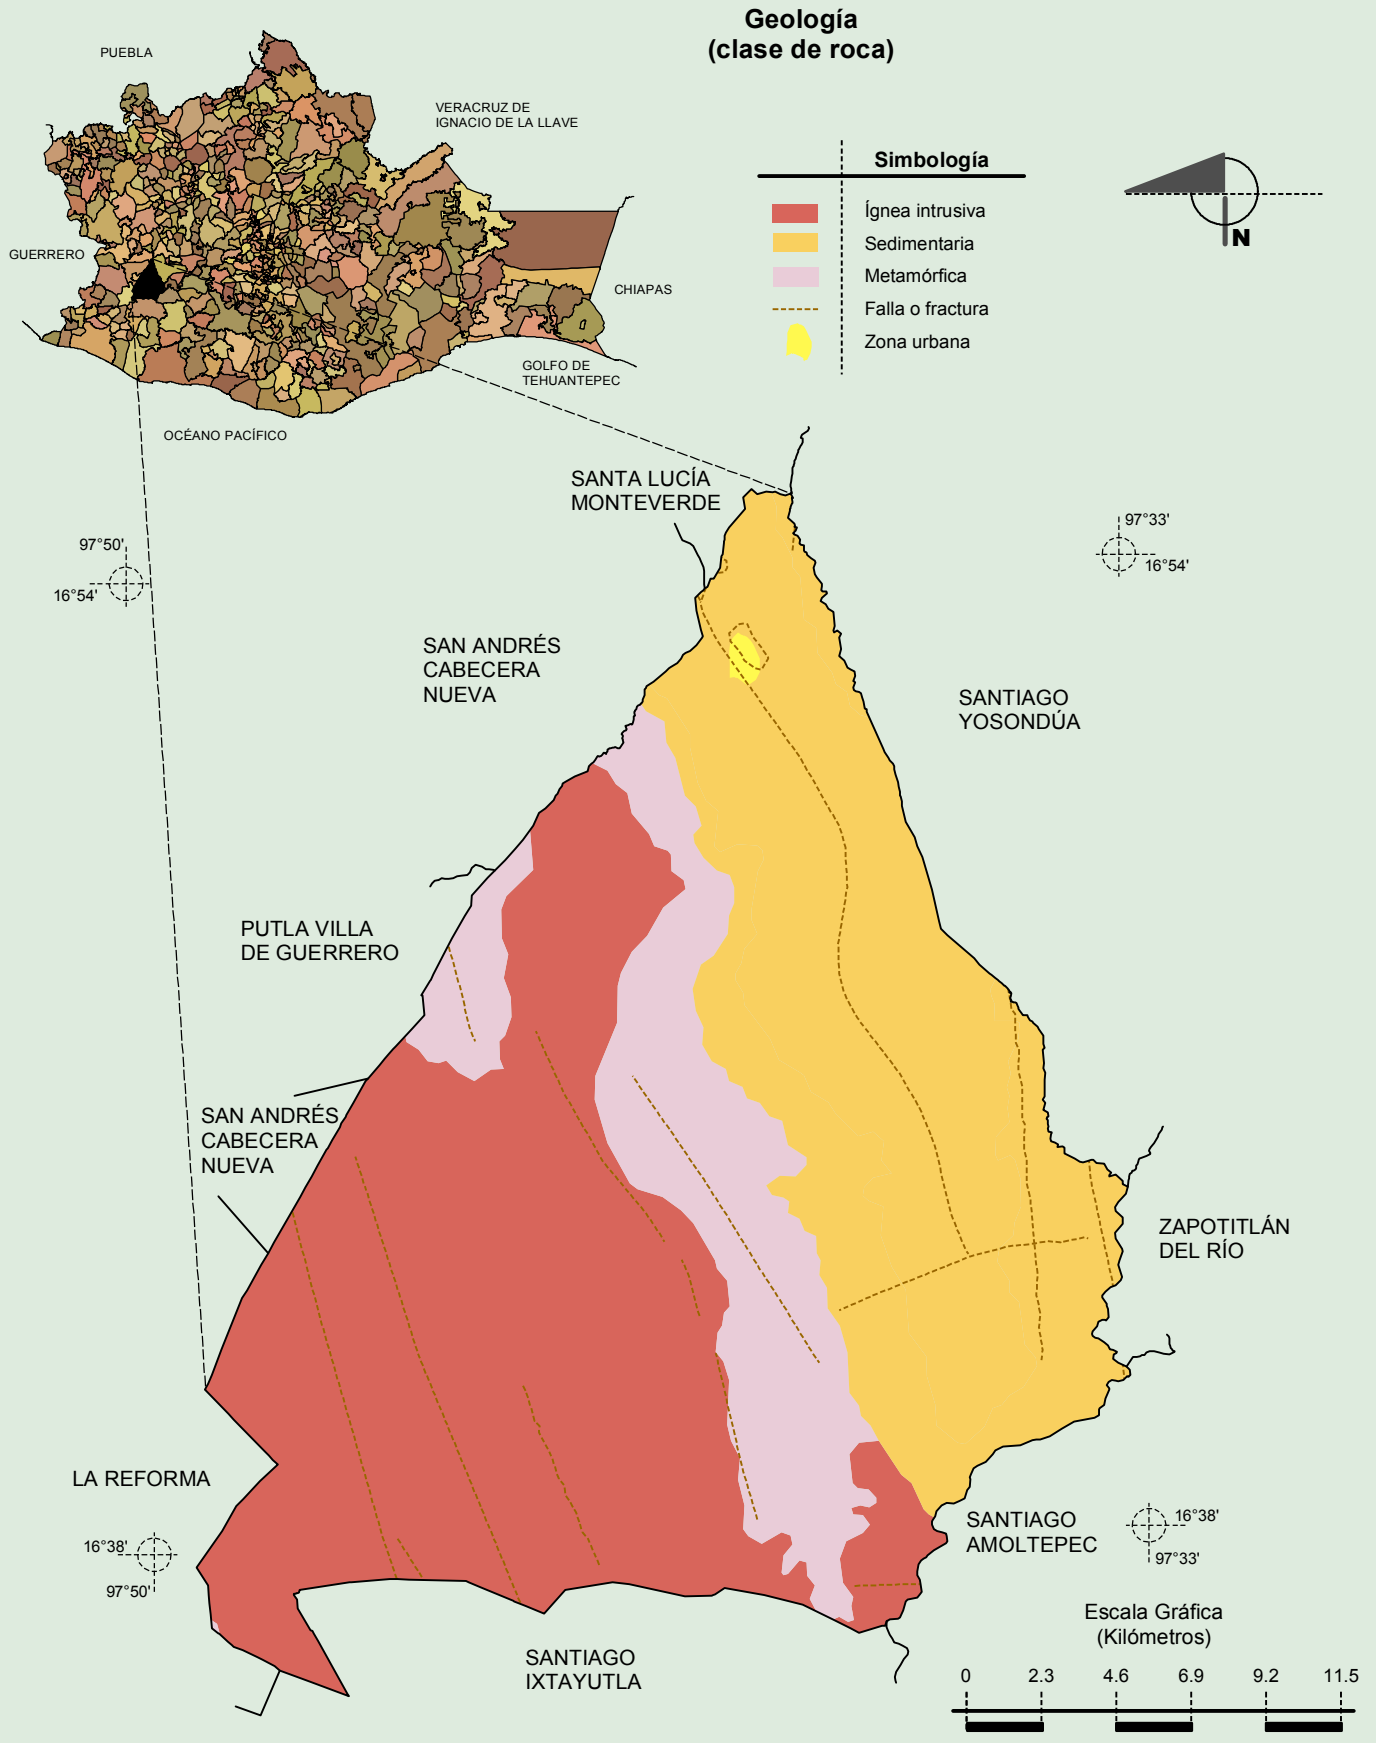 Geología
(clase de roca)
PUEBLA
VERACRUZ DE
IGNACIO DE LA LLAVE
GUERRERO
CHIAPAS
GOLFO DE
TEHUANTEPEC
OCÉANO PACÍFICO
Simbología
Ígnea intrusiva
Sedimentaria
Metamórfica
Falla o fractura
Zona urbana
N
SANTA LUCÍA
MONTEVERDE
97°50'
16°54'
97°33'
16°54'
SAN ANDRÉS
CABECERA
NUEVA
SANTIAGO
YOSONDÚA
PUTLA VILLA
DE GUERRERO
SAN ANDRÉS
CABECERA
NUEVA
ZAPOTITLÁN
DEL RÍO
LA REFORMA
16°38'
97°50'
SANTIAGO
AMOLTEPEC
16°38'
97°33'
SANTIAGO
IXTAYUTLA
Escala Gráfica
(Kilómetros)
0 2.3 4.6 6.9 9.2 11.5